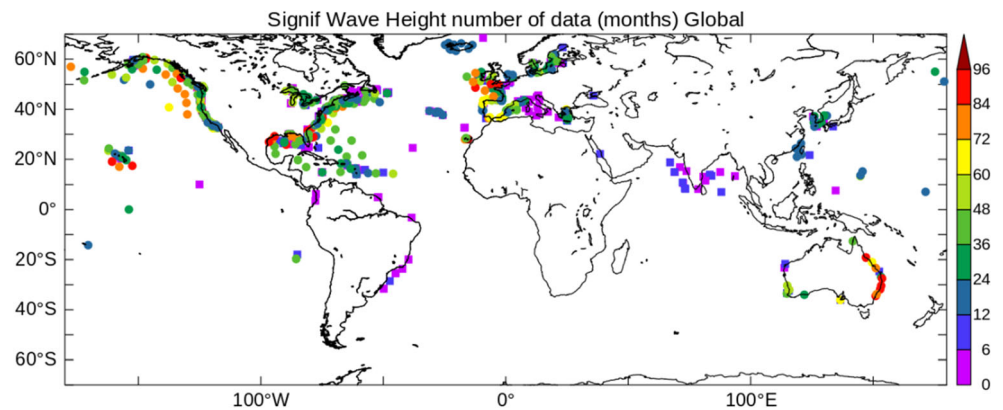 Signif Wave Height number of data (months) Global
60°N
40°N
20°N
0°
20°S
40°S
60°S
100°W
0°
100°E
96
84
72
60
48
36
24
12
6
0